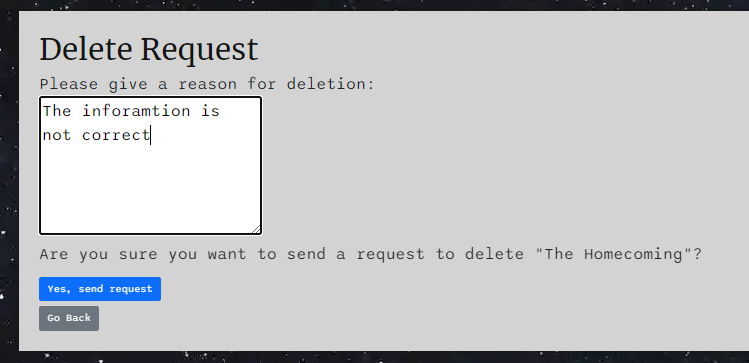 Delete Request
Please give a reason for deletion:
The inforamtion is
not correct
Are you sure you want to send a request to delete "The Homecoming"?
Yes, send request
Go Back